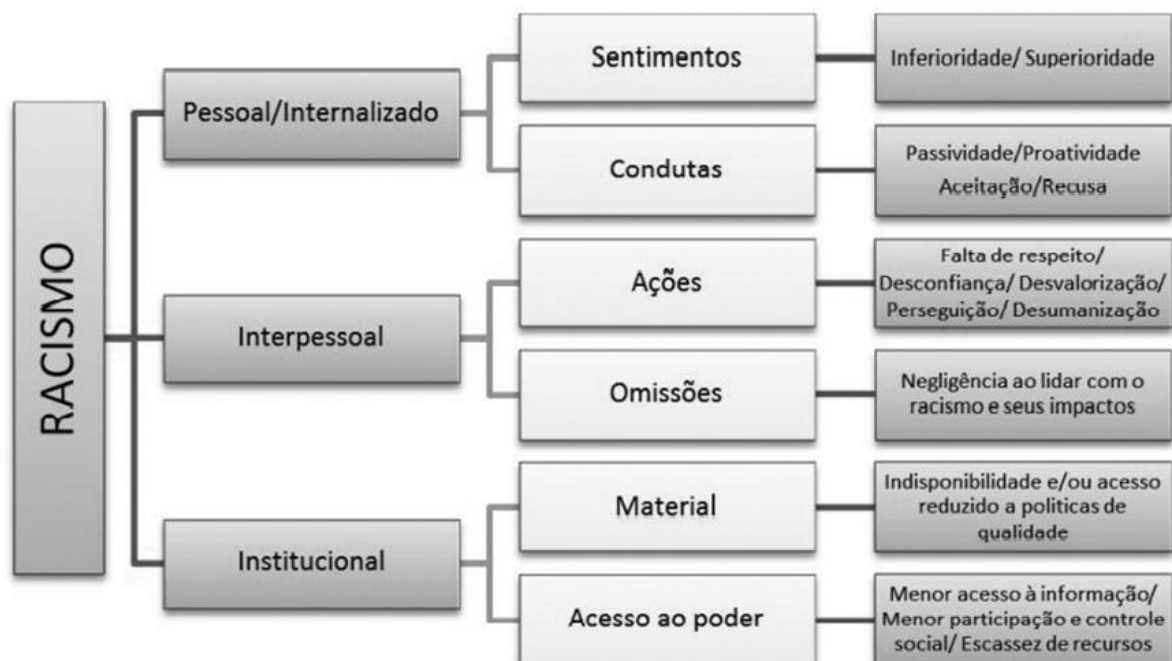 RACISMO
Pessoal/Internalizado
Sentimentos
Inferioridade/ Superioridade
Condutas
Passividade/Proatividade
Aceitação/Recusa
Interpessoal
Ações
Falta de respeito/
Desconfiança/ Desvalorização/
Perseguição/ Desumanização
Omissões
Negligência ao lidar com o
racismo e seus impactos
Institucional
Material
Indisponibilidade e/ou acesso
reduzido a politicas de
qualidade
Acesso ao poder
Menor acesso à informação/
Menor participação e controle
social/ Escassez de recursos